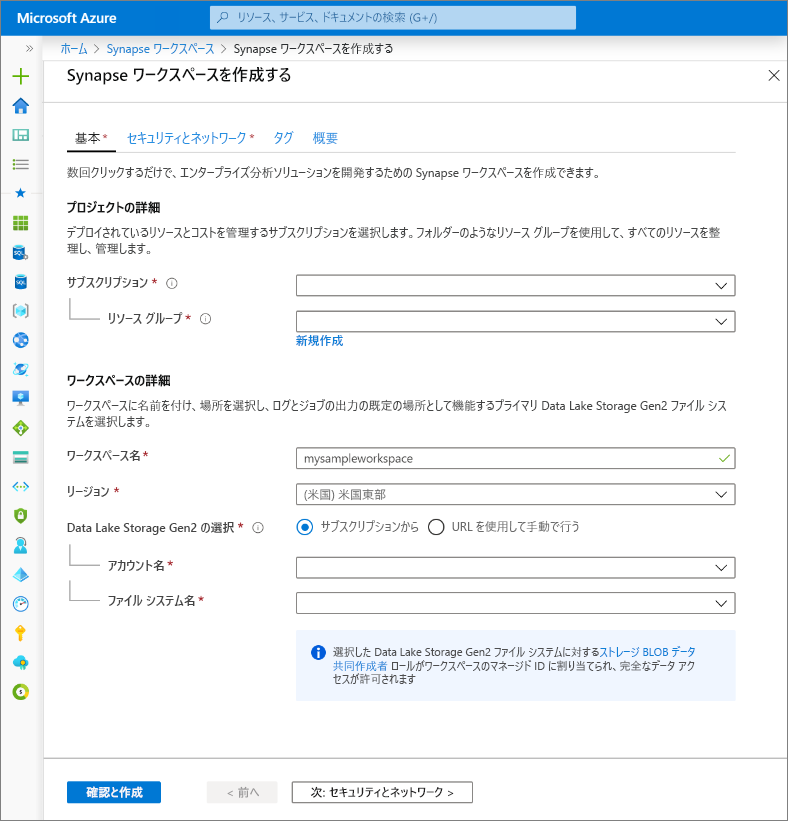 Microsoft Azure
リソース、サービス、ドキュメントの検索 (G+/)
ホーム > Synapse ワークスペース > Synapse ワークスペースを作成する
Synapse ワークスペースを作成する
基本* セキュリティとネットワーク* タグ 概要
数回クリックするだけで、エンタープライズ分析ソリューションを開発するための Synapse ワークスペースを作成できます。
プロジェクトの詳細
デプロイされているリソースとコストを管理するサブスクリプションを選択します。フォルダーのようなリソース グループを使用して、すべてのリソースを整
理し、管理します。
サブスクリプション *
リソース グループ *
新規作成
ワークスペースの詳細
ワークスペースに名前を付け、場所を選択し、ログとジョブの出力の既定の場所として機能するプライマリ Data Lake Storage Gen2 ファイル シス
テムを選択します。
ワークスペース名*
mysampleworkspace
リージョン *
(米国) 米国東部
Data Lake Storage Gen2 の選択 *
サブスクリプションから URL を使用して手動で行う
アカウント名*
ファイル システム名*
選択した Data Lake Storage Gen2 ファイル システムに対するストレージ BLOB データ
共同作成者 ロールがワークスペースのマネージド ID に割り当てられ、完全なデータ アク
セスが許可されます
確認と作成
< 前へ
次: セキュリティとネットワーク >